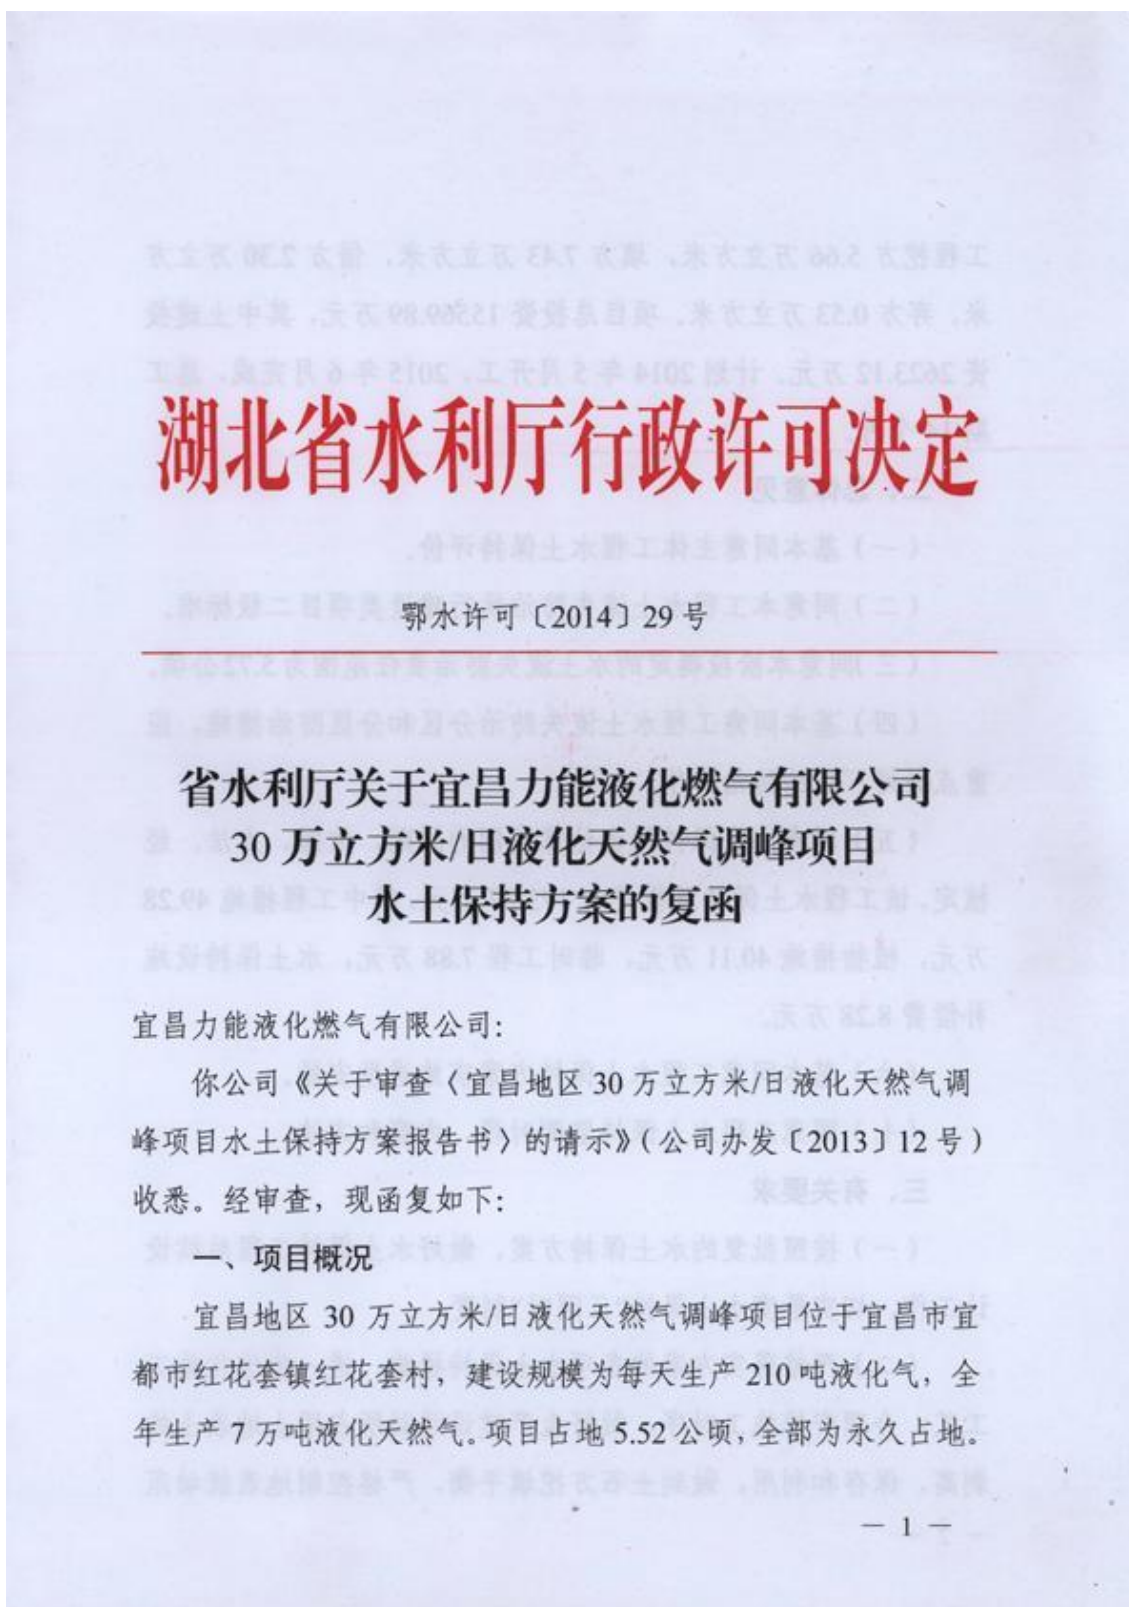 湖北省水利厅行政许可决定
鄂水许可〔2014〕29号
省水利厅关于宜昌力能液化燃气有限公司
30万立方米/日液化天然气调峰项目
水土保持方案的复函
宜昌力能液化燃气有限公司:
你公司《关于审查〈宜昌地区30万立方米/日液化天然气调
峰项目水土保持方案报告书〉的请示》(公司办发〔2013〕12号)
收悉。经审查，现函复如下:
一、项目概况
宜昌地区30万立方米/日液化天然气调峰项目位于宜昌市宜
都市红花套镇红花套村，建设规模为每天生产210吨液化气，全
年生产7万吨液化天然气。项目占地5.52公顷，全部为永久占地。
— 1 —